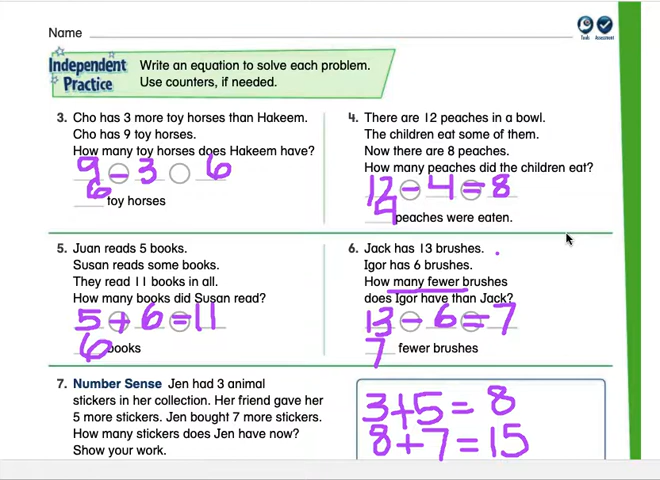 Name
Tools Assessment
Independent Practice
Write an equation to solve each problem.
Use counters, if needed.
3. Cho has 3 more toy horses than Hakeem.
Cho has 9 toy horses.
How many toy horses does Hakeem have?
9 - 3 6
6 toy horses
4. There are 12 peaches in a bowl.
The children eat some of them.
Now there are 8 peaches.
How many peaches did the children eat?
12 - 4 = 8
4 peaches were eaten.
5. Juan reads 5 books.
Susan reads some books.
They read 11 books in all.
How many books did Susan read?
5 + 6 = 11
6 books
6. Jack has 13 brushes.
Igor has 6 brushes.
How many fewer brushes
does Igor have than Jack?
13 - 6 = 7
7 fewer brushes
7. Number Sense Jen had 3 animal
stickers in her collection. Her friend gave her
5 more stickers. Jen bought 7 more stickers.
How many stickers does Jen have now?
Show your work.
3+5 = 8
8+7 = 15